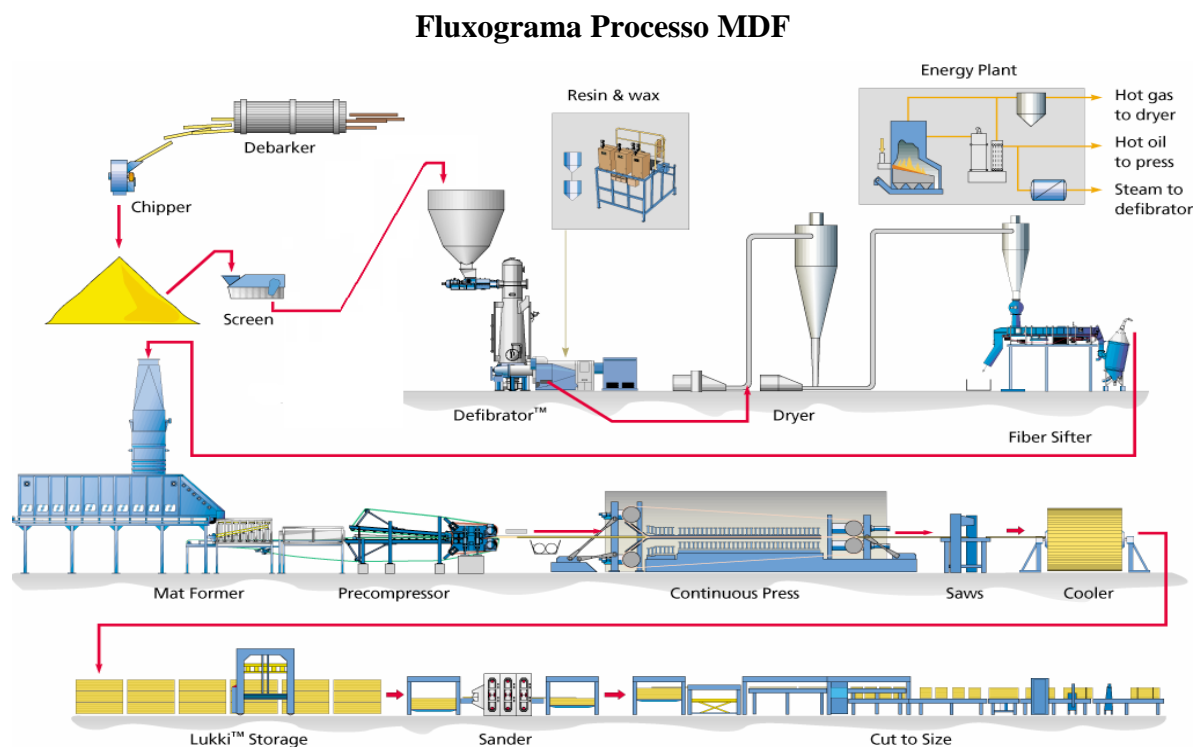 Fluxograma Processo MDF
Energy Plant
Resin & wax
Hot gas
to dryer
Debarker
Hot oil
to press
Steam to
defibrator
Chipper
Screen
Defibrator™
Dryer
Fiber Sifter
Mat Former
Precompressor
Continuous Press
Saws
Cooler
Lukki™ Storage
Sander
Cut to Size